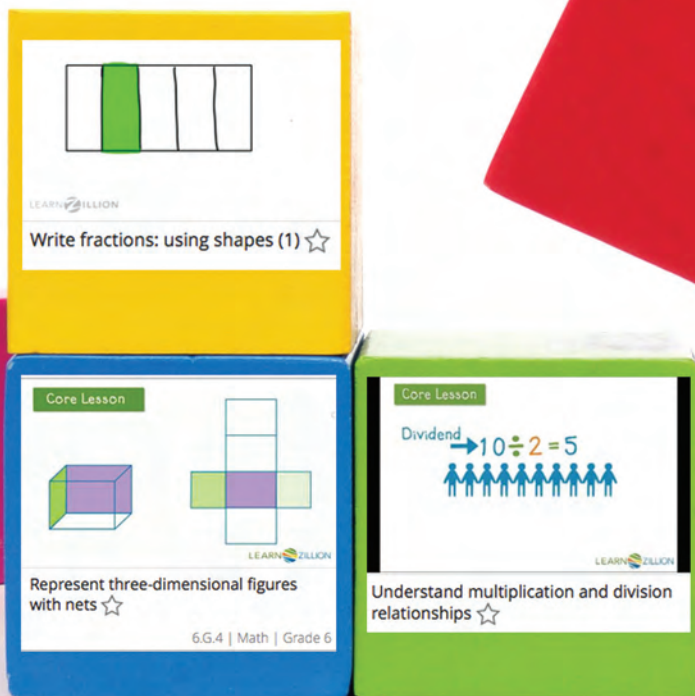 LEARNZILLION
Write fractions: using shapes (1)
Core Lesson
LEARNZILLION
Represent three-dimensional figures
with nets
6.G.4 | Math | Grade 6
Core Lesson
Dividend
10÷2=5
LEARNZILLION
Understand multiplication and division
relationships